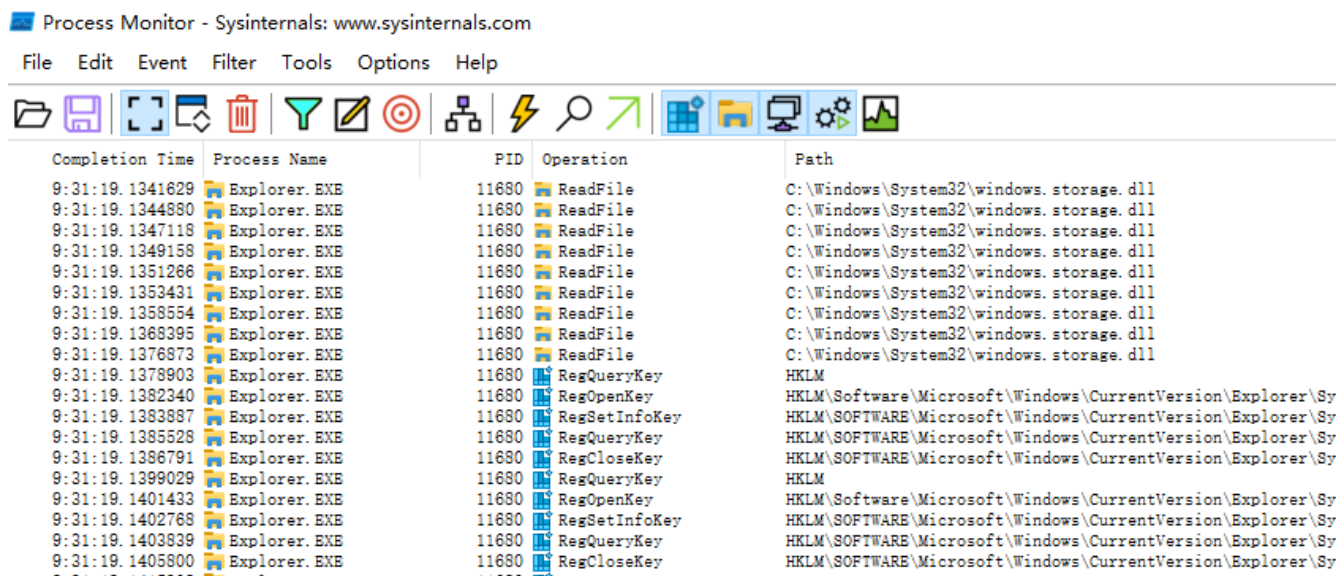 Process Monitor - Sysinternals: www.sysinternals.com
File Edit Event Filter Tools Options Help
Completion Time Process Name PID Operation Path
9:31:19.1341629 Explorer.EXE 11680 ReadFile C:\Windows\System32\windows.storage.dll
9:31:19.1344880 Explorer.EXE 11680 ReadFile C:\Windows\System32\windows.storage.dll
9:31:19.1347118 Explorer.EXE 11680 ReadFile C:\Windows\System32\windows.storage.dll
9:31:19.1349158 Explorer.EXE 11680 ReadFile C:\Windows\System32\windows.storage.dll
9:31:19.1351266 Explorer.EXE 11680 ReadFile C:\Windows\System32\windows.storage.dll
9:31:19.1353431 Explorer.EXE 11680 ReadFile C:\Windows\System32\windows.storage.dll
9:31:19.1358554 Explorer.EXE 11680 ReadFile C:\Windows\System32\windows.storage.dll
9:31:19.1368395 Explorer.EXE 11680 ReadFile C:\Windows\System32\windows.storage.dll
9:31:19.1376873 Explorer.EXE 11680 ReadFile C:\Windows\System32\windows.storage.dll
9:31:19.1378903 Explorer.EXE 11680 RegQueryKey HKLM
9:31:19.1382340 Explorer.EXE 11680 RegOpenKey HKLM\Software\Microsoft\Windows\CurrentVersion\Explorer\Sy
9:31:19.1383887 Explorer.EXE 11680 RegSetInfoKey HKLM\SOFTWARE\Microsoft\Windows\CurrentVersion\Explorer\Sy
9:31:19.1385528 Explorer.EXE 11680 RegQueryKey HKLM\SOFTWARE\Microsoft\Windows\CurrentVersion\Explorer\Sy
9:31:19.1386791 Explorer.EXE 11680 RegCloseKey HKLM\SOFTWARE\Microsoft\Windows\CurrentVersion\Explorer\Sy
9:31:19.1399029 Explorer.EXE 11680 RegQueryKey HKLM
9:31:19.1401433 Explorer.EXE 11680 RegOpenKey HKLM\Software\Microsoft\Windows\CurrentVersion\Explorer\Sy
9:31:19.1402768 Explorer.EXE 11680 RegSetInfoKey HKLM\SOFTWARE\Microsoft\Windows\CurrentVersion\Explorer\Sy
9:31:19.1403839 Explorer.EXE 11680 RegQueryKey HKLM\SOFTWARE\Microsoft\Windows\CurrentVersion\Explorer\Sy
9:31:19.1405800 Explorer.EXE 11680 RegCloseKey HKLM\SOFTWARE\Microsoft\Windows\CurrentVersion\Explorer\Sy